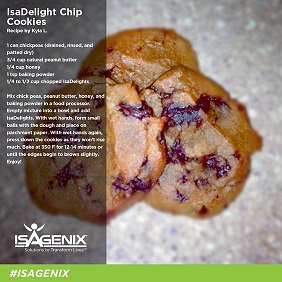 IsaDelight Chip
Cookies
Recipe by Kyla L.
1 can chickpeas (drained, rinsed, and
patted dry)
3/4 cup natural peanut butter
1/4 cup honey
1 tsp baking powder
1/4 to 1/2 cup chopped IsaDelights
Mix chick peas, peanut butter, honey, and
baking powder in a food processor.
Empty mixture into a bowl and add
IsaDelights. With wet hands, form small
balls with the dough and place on
parchment paper. With wet hands again,
press down the cookies as they won't rise
much. Bake at 350 F for 12-14 minutes or
until the edges begin to brown slightly.
Enjoy!
ISAGENIX
Solutions to Transform Lives™
#ISAGENIX